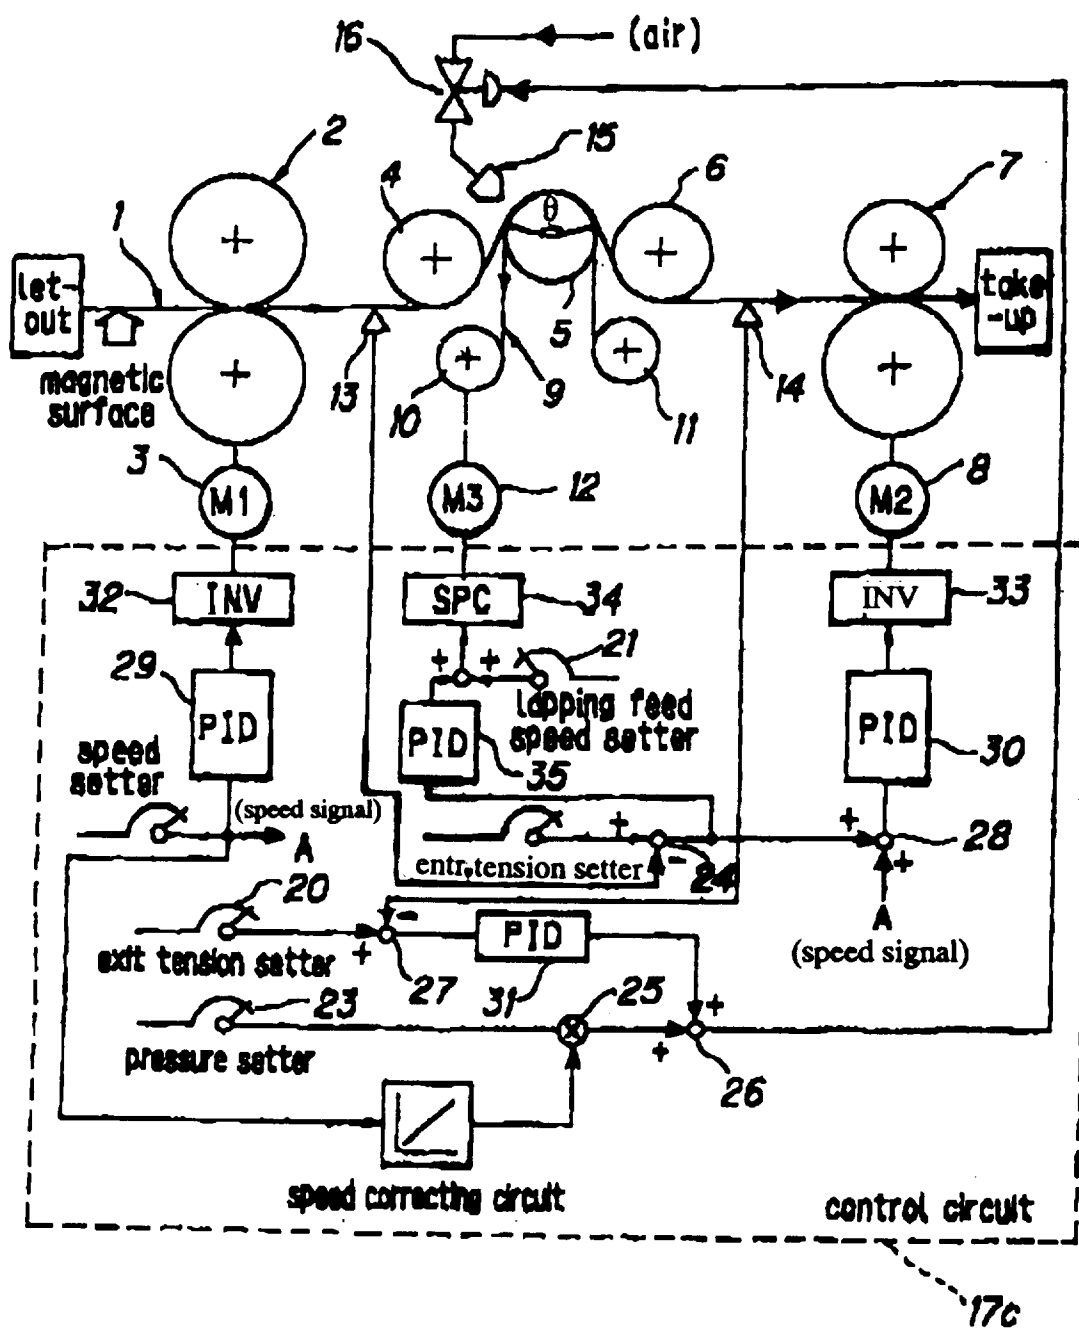 (air)
16
2
15
4
6
7
1
θ
let-
out
take
-up
5
13
9
14
magnetic
surface
10
11
3
12
8
M1
M3
M2
32
INV
SPC
34
INV
33
29
+
+
21
PID
lapping feed
speed setter
PID
PID
35
30
speed
setter
(speed signal)
A
+
-
24
+
+
28
entr.tension setter
20
-
PID
A
(speed signal)
exit tension setter
+
27
31
25
+
23
pressure setter
+
26
speed correcting circuit
control circuit
17c